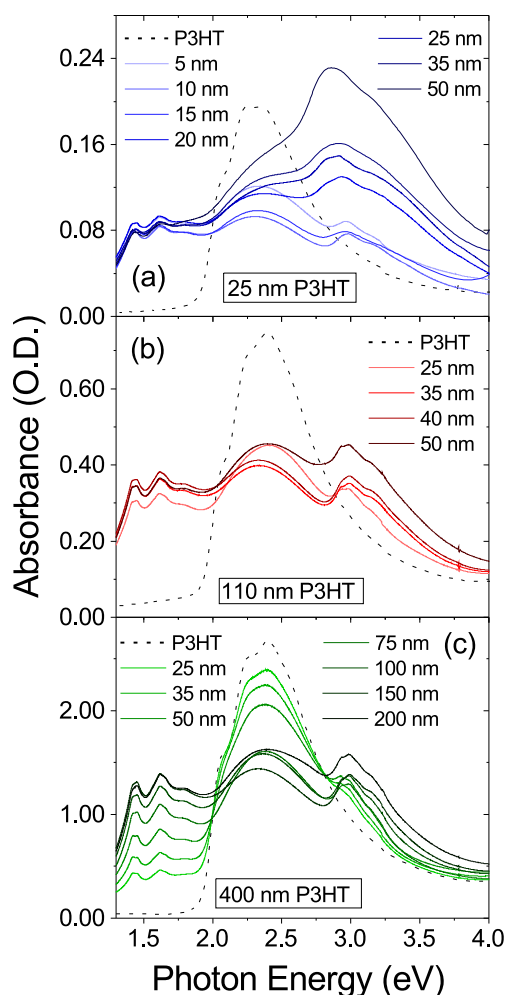 P3HT
5 nm
10 nm
15 nm
20 nm
25 nm
35 nm
50 nm
0.24
0.16
0.08
0.00
(a)
25 nm P3HT
(b)
P3HT
25 nm
35 nm
40 nm
50 nm
0.60
0.40
0.20
0.00
110 nm P3HT
Absorbance (O.D.)
P3HT
25 nm
35 nm
50 nm
75 nm
100 nm
150 nm
200 nm
(c)
2.00
1.00
0.00
400 nm P3HT
1.5 2.0 2.5 3.0 3.5 4.0
Photon Energy (eV)